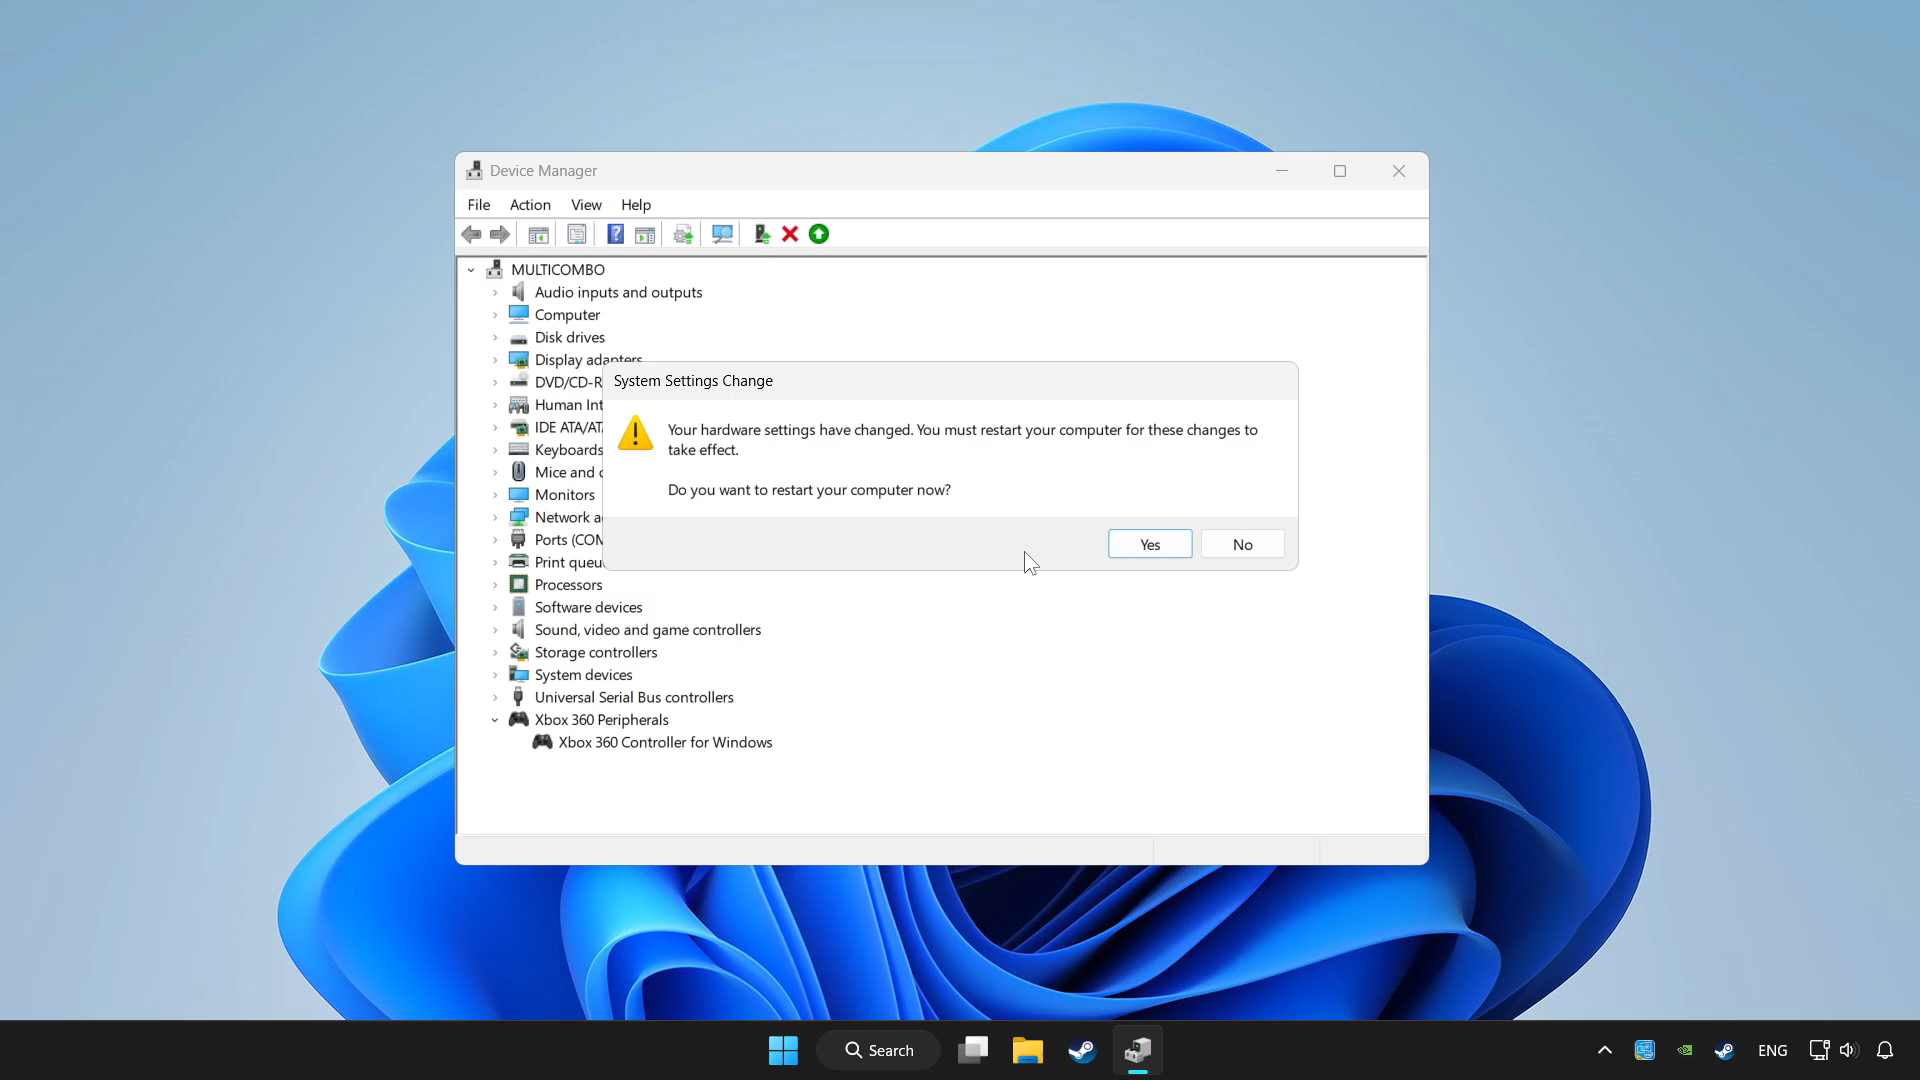 Device Manager
File Action View Help
MULTICOMBO
Audio inputs and outputs
Computer
Disk drives
Display adapters
DVD/CD-R
Human Int
IDE ATA/ATA
Keyboards
Mice and o
Monitors
Network a
Ports (COM
Print queu
Processors
Software devices
Sound, video and game controllers
Storage controllers
System devices
Universal Serial Bus controllers
Xbox 360 Peripherals
Xbox 360 Controller for Windows
System Settings Change
Your hardware settings have changed. You must restart your computer for these changes to
take effect.
Do you want to restart your computer now?
Yes No
Search
ENG